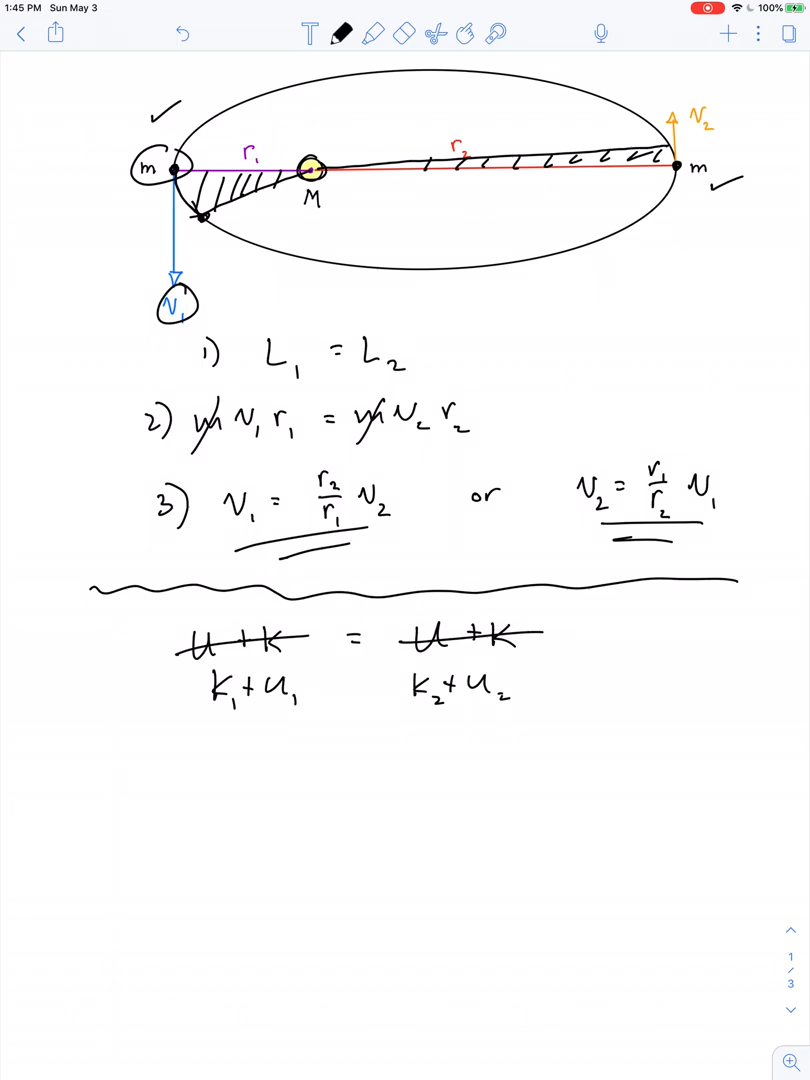 1:45 PM Sun May 3 100%
T
m r₁ M r₂ m v₂
v₁
1) L₁ = L₂
2) m v₁ r₁ = m v₂ r₂
3) v₁ = r₂/r₁ v₂ or v₂ = r₁/r₂ v₁
U + K = U + K
K₁ + U₁ K₂ + U₂
1
/
3